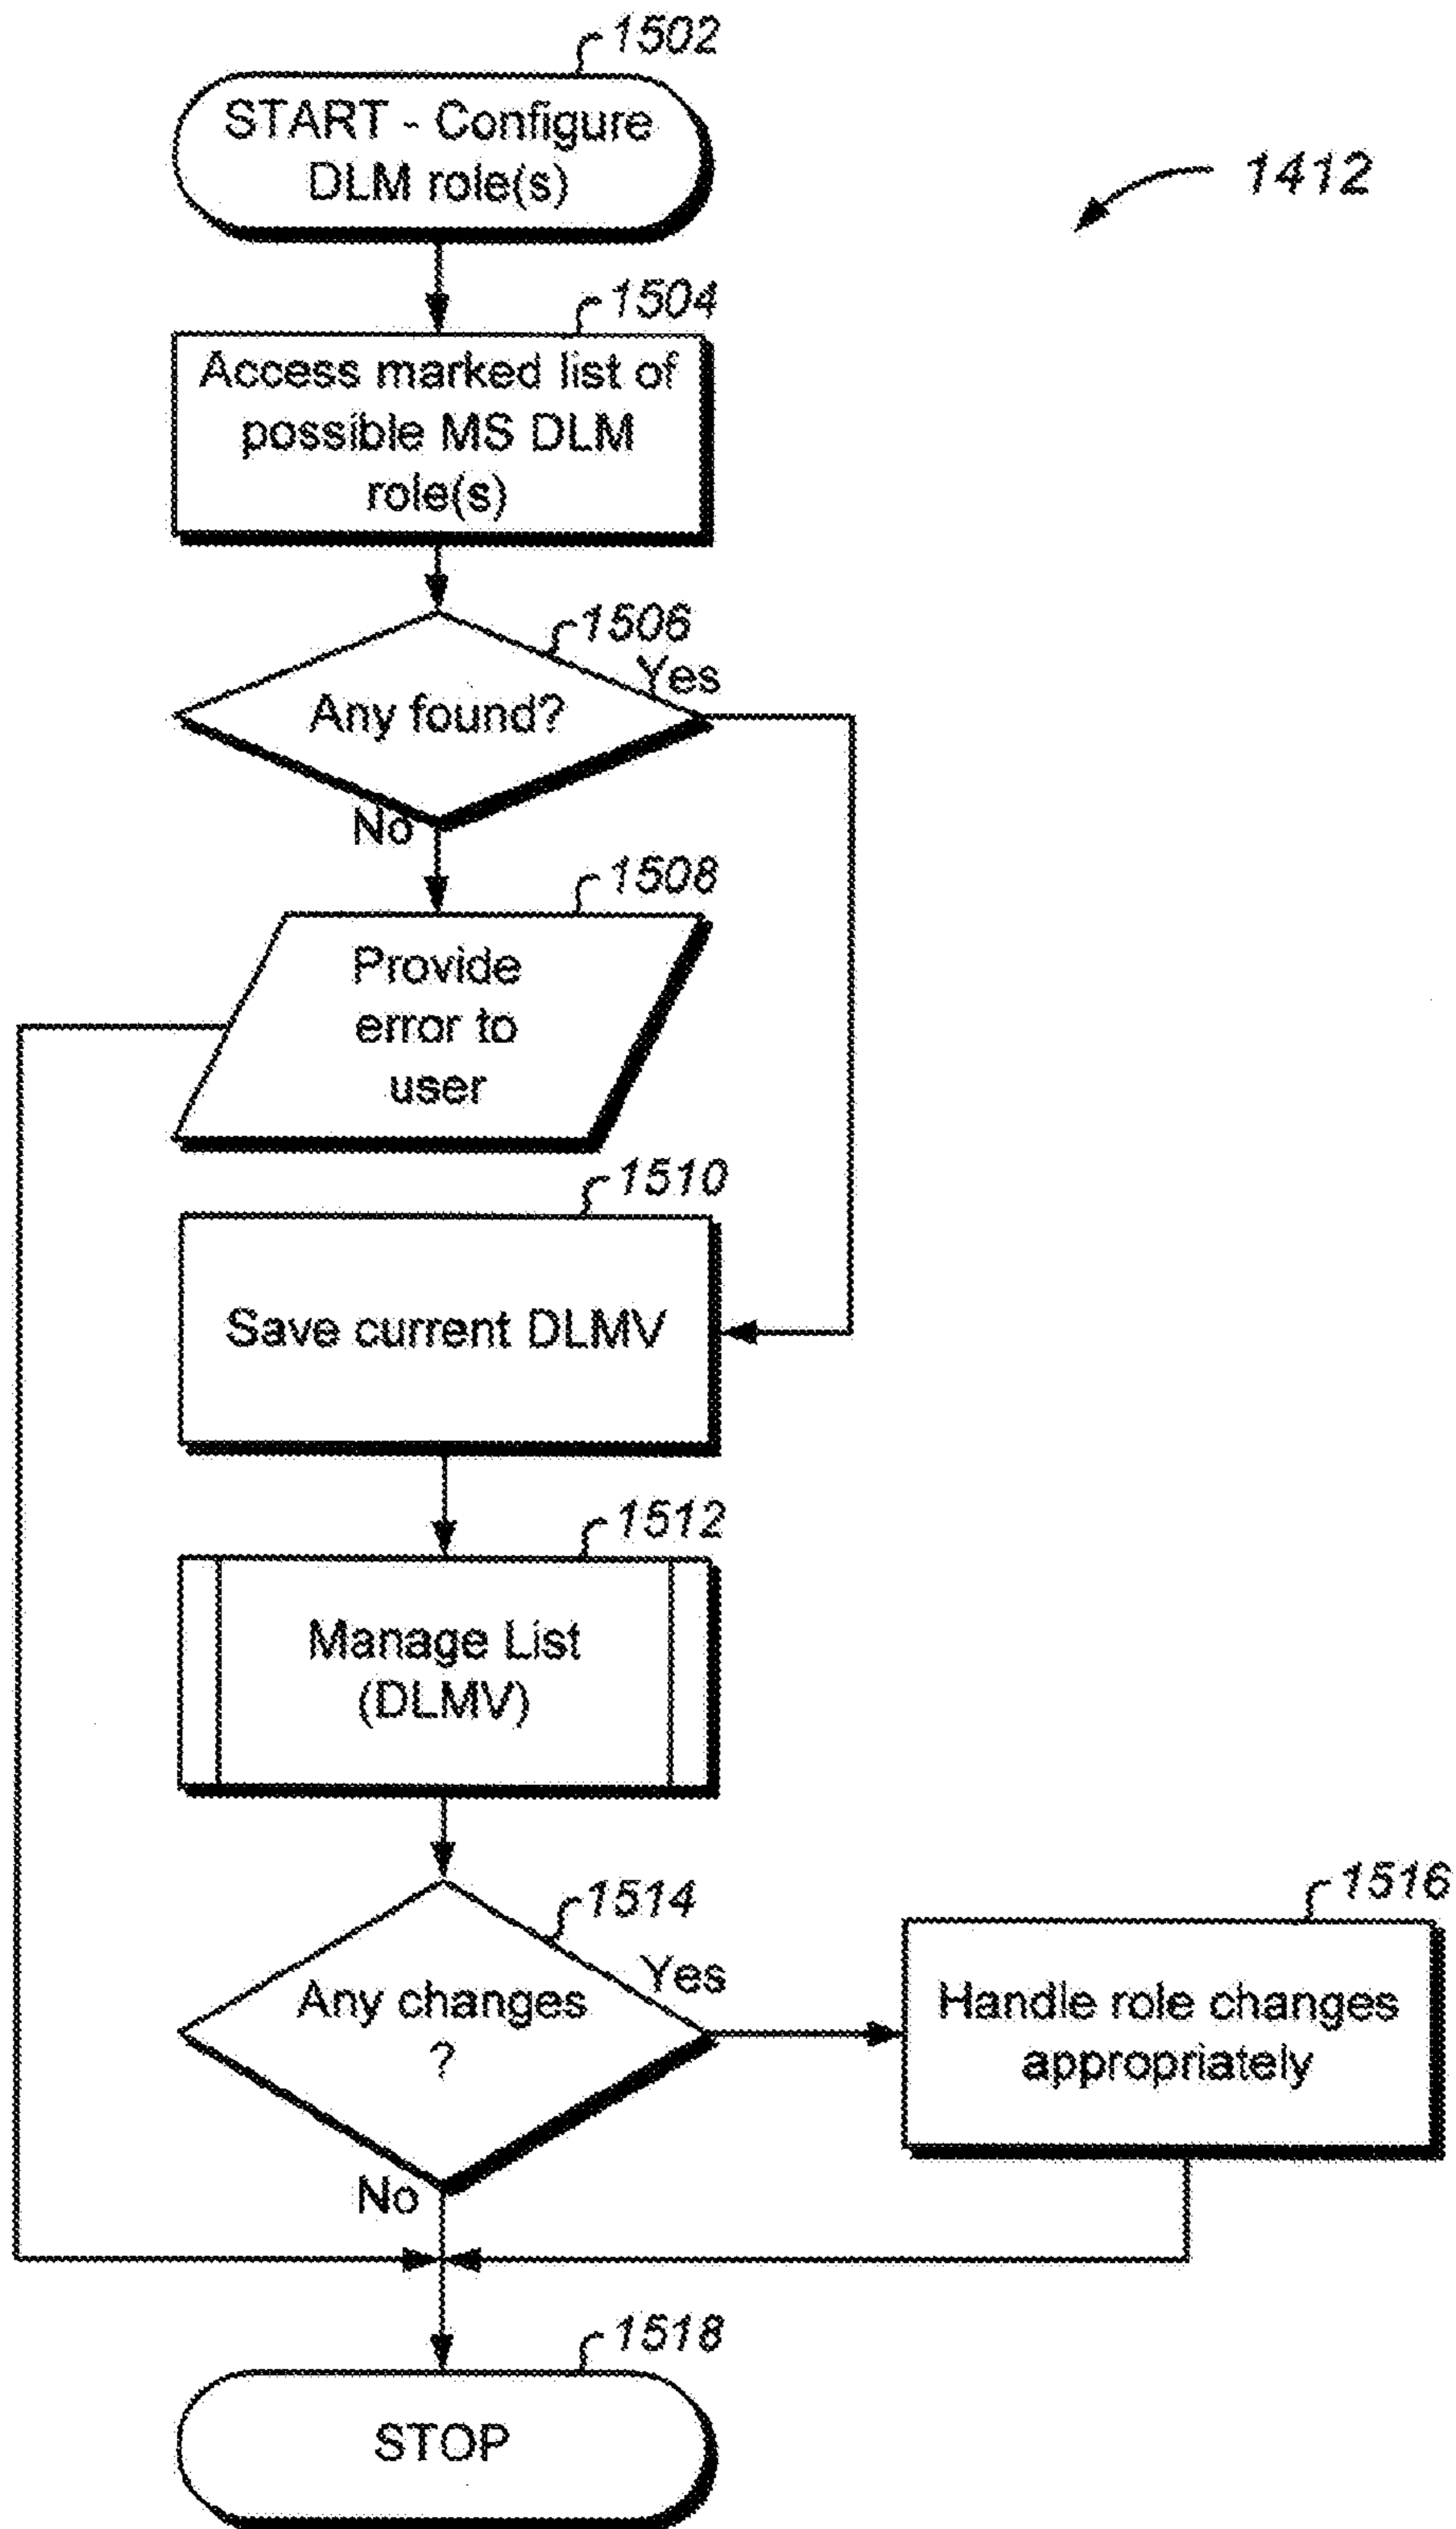 1502
START - Configure
DLM role(s)
1412
1504
Access marked list of
possible MS DLM
role(s)
1506
Yes
Any found?
No
1508
Provide
error to
user
1510
Save current DLMV
1512
Manage List
(DLMV)
1514
Yes
Any changes
?
No
1516
Handle role changes
appropriately
1518
STOP